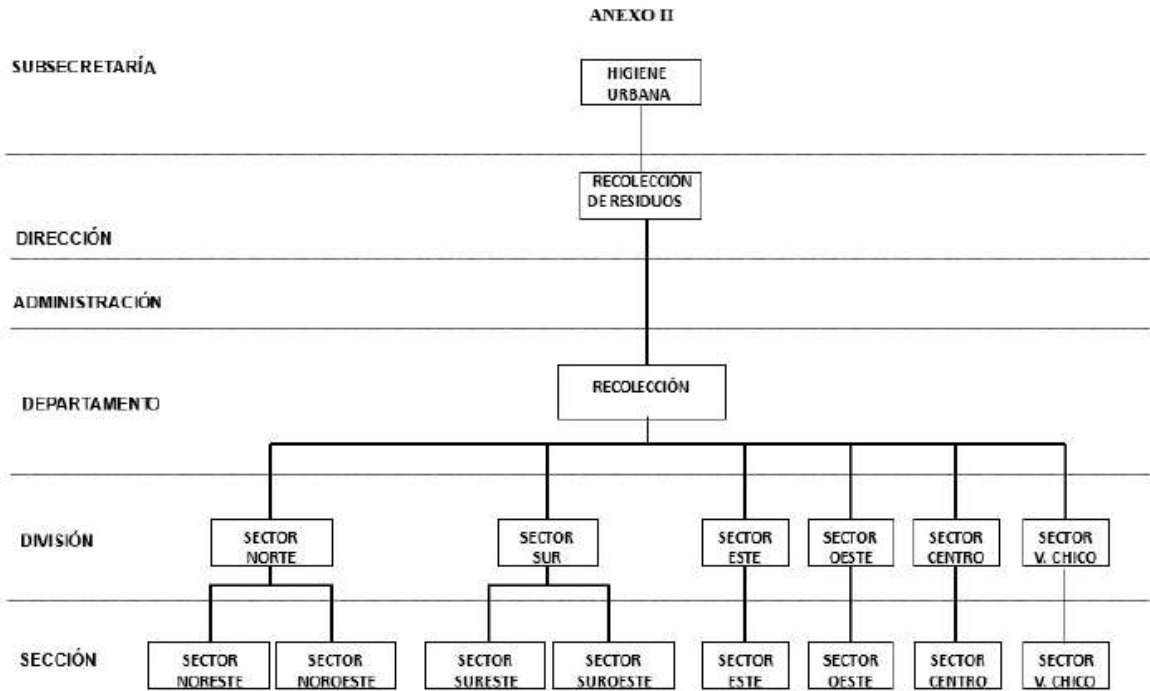 ANEXO II
SUBSECRETARÍA
HIGIENE
URBANA
RECOLECCIÓN
DE RESIDUOS
DIRECCIÓN
ADMINISTRACIÓN
RECOLECCIÓN
DEPARTAMENTO
DIVISIÓN
SECTOR
NORTE
SECTOR
SUR
SECTOR
ESTE
SECTOR
OESTE
SECTOR
CENTRO
SECTOR
V. CHICO
SECCIÓN
SECTOR
NORESTE
SECTOR
NOROESTE
SECTOR
SURESTE
SECTOR
SUROESTE
SECTOR
ESTE
SECTOR
OESTE
SECTOR
CENTRO
SECTOR
V. CHICO